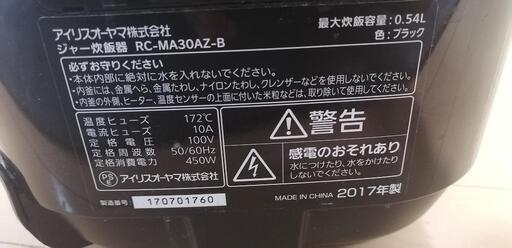 アイリスオーヤマ株式会社
最大炊飯容量：0.54L
ジャー炊飯器 RC-MA30AZ-B
色：ブラック
必ずお守りください
・本体内部に絶対に水を入れないでください。
・内釜には、金属へら、金属たわし、ナイロンたわし、クレンザーなどを使用しないでください。
・内釜の外側、ヒーター、温度センサーの上面に付いた米粒などは、取り除いて使用してください。
温度ヒューズ 172℃
電流ヒューズ 10A
定格電圧 100V
定格周波数 50/60Hz
定格消費電力 450W
警告
感電のおそれあり
水につけたり、水をかけたりしないでください。
PSE アイリスオーヤマ株式会社
製造番号 170701760
MADE IN CHINA 2017年製